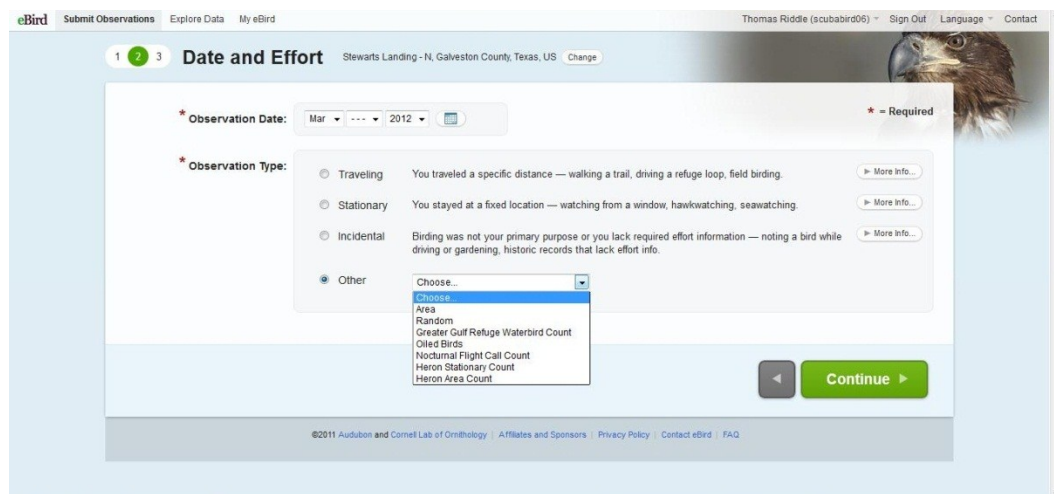 eBird Submit Observations Explore Data My eBird Thomas Riddle (scubabird06) Sign Out Language Contact
1 2 3 Date and Effort Stewarts Landing - N, Galveston County, Texas, US Change
* Observation Date: Mar --- 2012 * = Required
* Observation Type:
Traveling You traveled a specific distance — walking a trail, driving a refuge loop, field birding. More Info...
Stationary You stayed at a fixed location — watching from a window, hawkwatching, seawatching. More Info...
Incidental Birding was not your primary purpose or you lack required effort information — noting a bird while More Info...
driving or gardening, historic records that lack effort info.
Other Choose...
Choose...
Area
Random
Greater Gulf Refuge Waterbird Count
Oiled Birds
Nocturnal Flight Call Count
Heron Stationary Count
Heron Area Count
Continue
©2011 Audubon and Cornell Lab of Ornithology | Affiliates and Sponsors | Privacy Policy | Contact eBird | FAQ